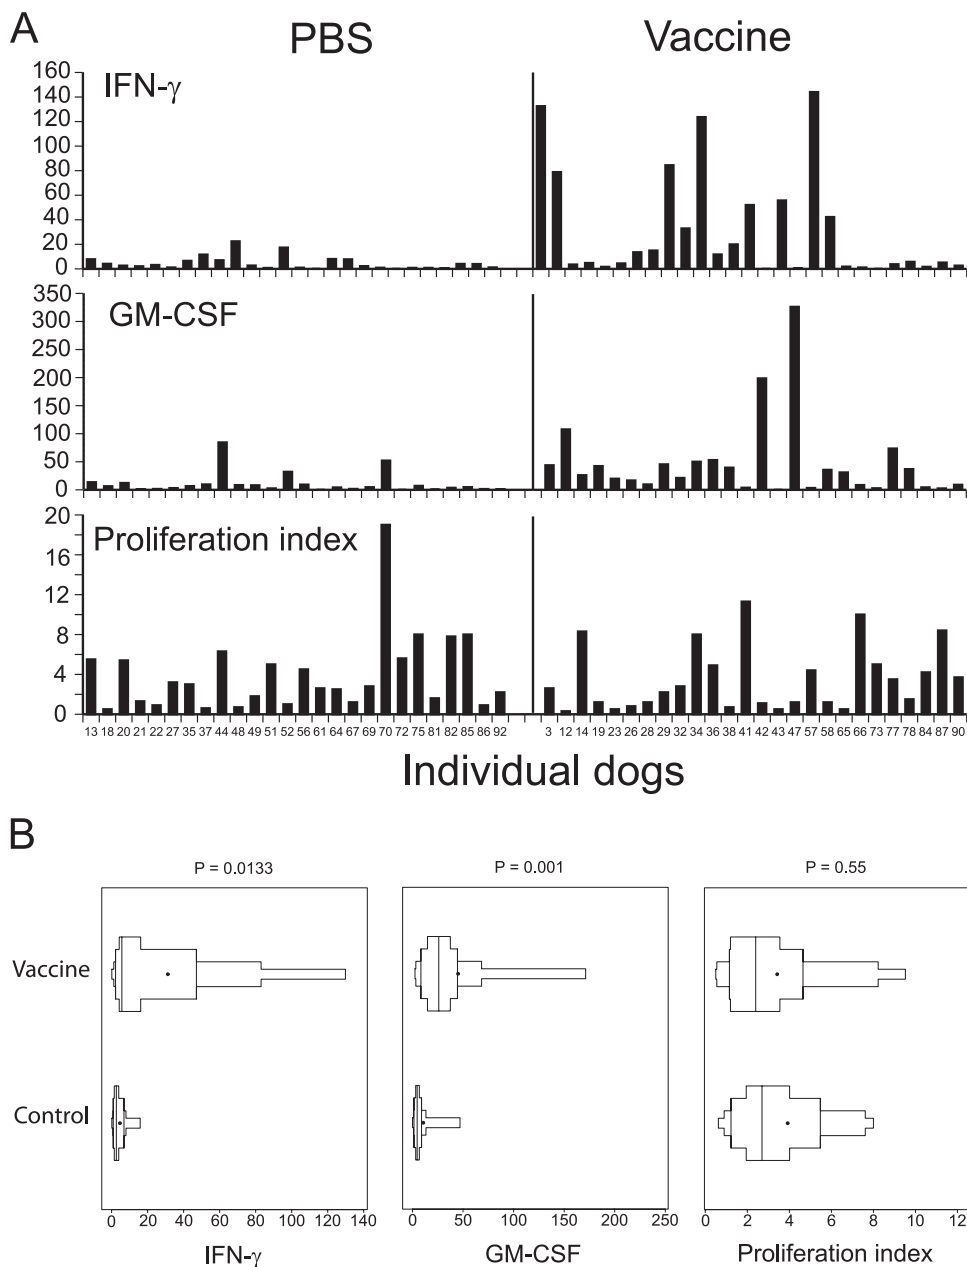 A
PBS Vaccine
IFN-γ
160
140
120
100
80
60
40
20
0
GM-CSF
350
300
250
200
150
100
50
0
Proliferation index
20
16
12
8
4
0
13 18 20 21 22 27 35 37 44 48 49 51 52 56 61 64 67 69 70 72 75 81 82 85 86 92 3 12 14 19 23 26 28 29 32 34 36 38 41 42 43 47 57 58 65 66 73 77 78 84 87 90
Individual dogs
B
P = 0.0133 P = 0.001 P = 0.55
Vaccine
Control
0 20 40 60 80 100 120 140 0 50 100 150 200 250 0 2 4 6 8 10 12
IFN-γ GM-CSF Proliferation index